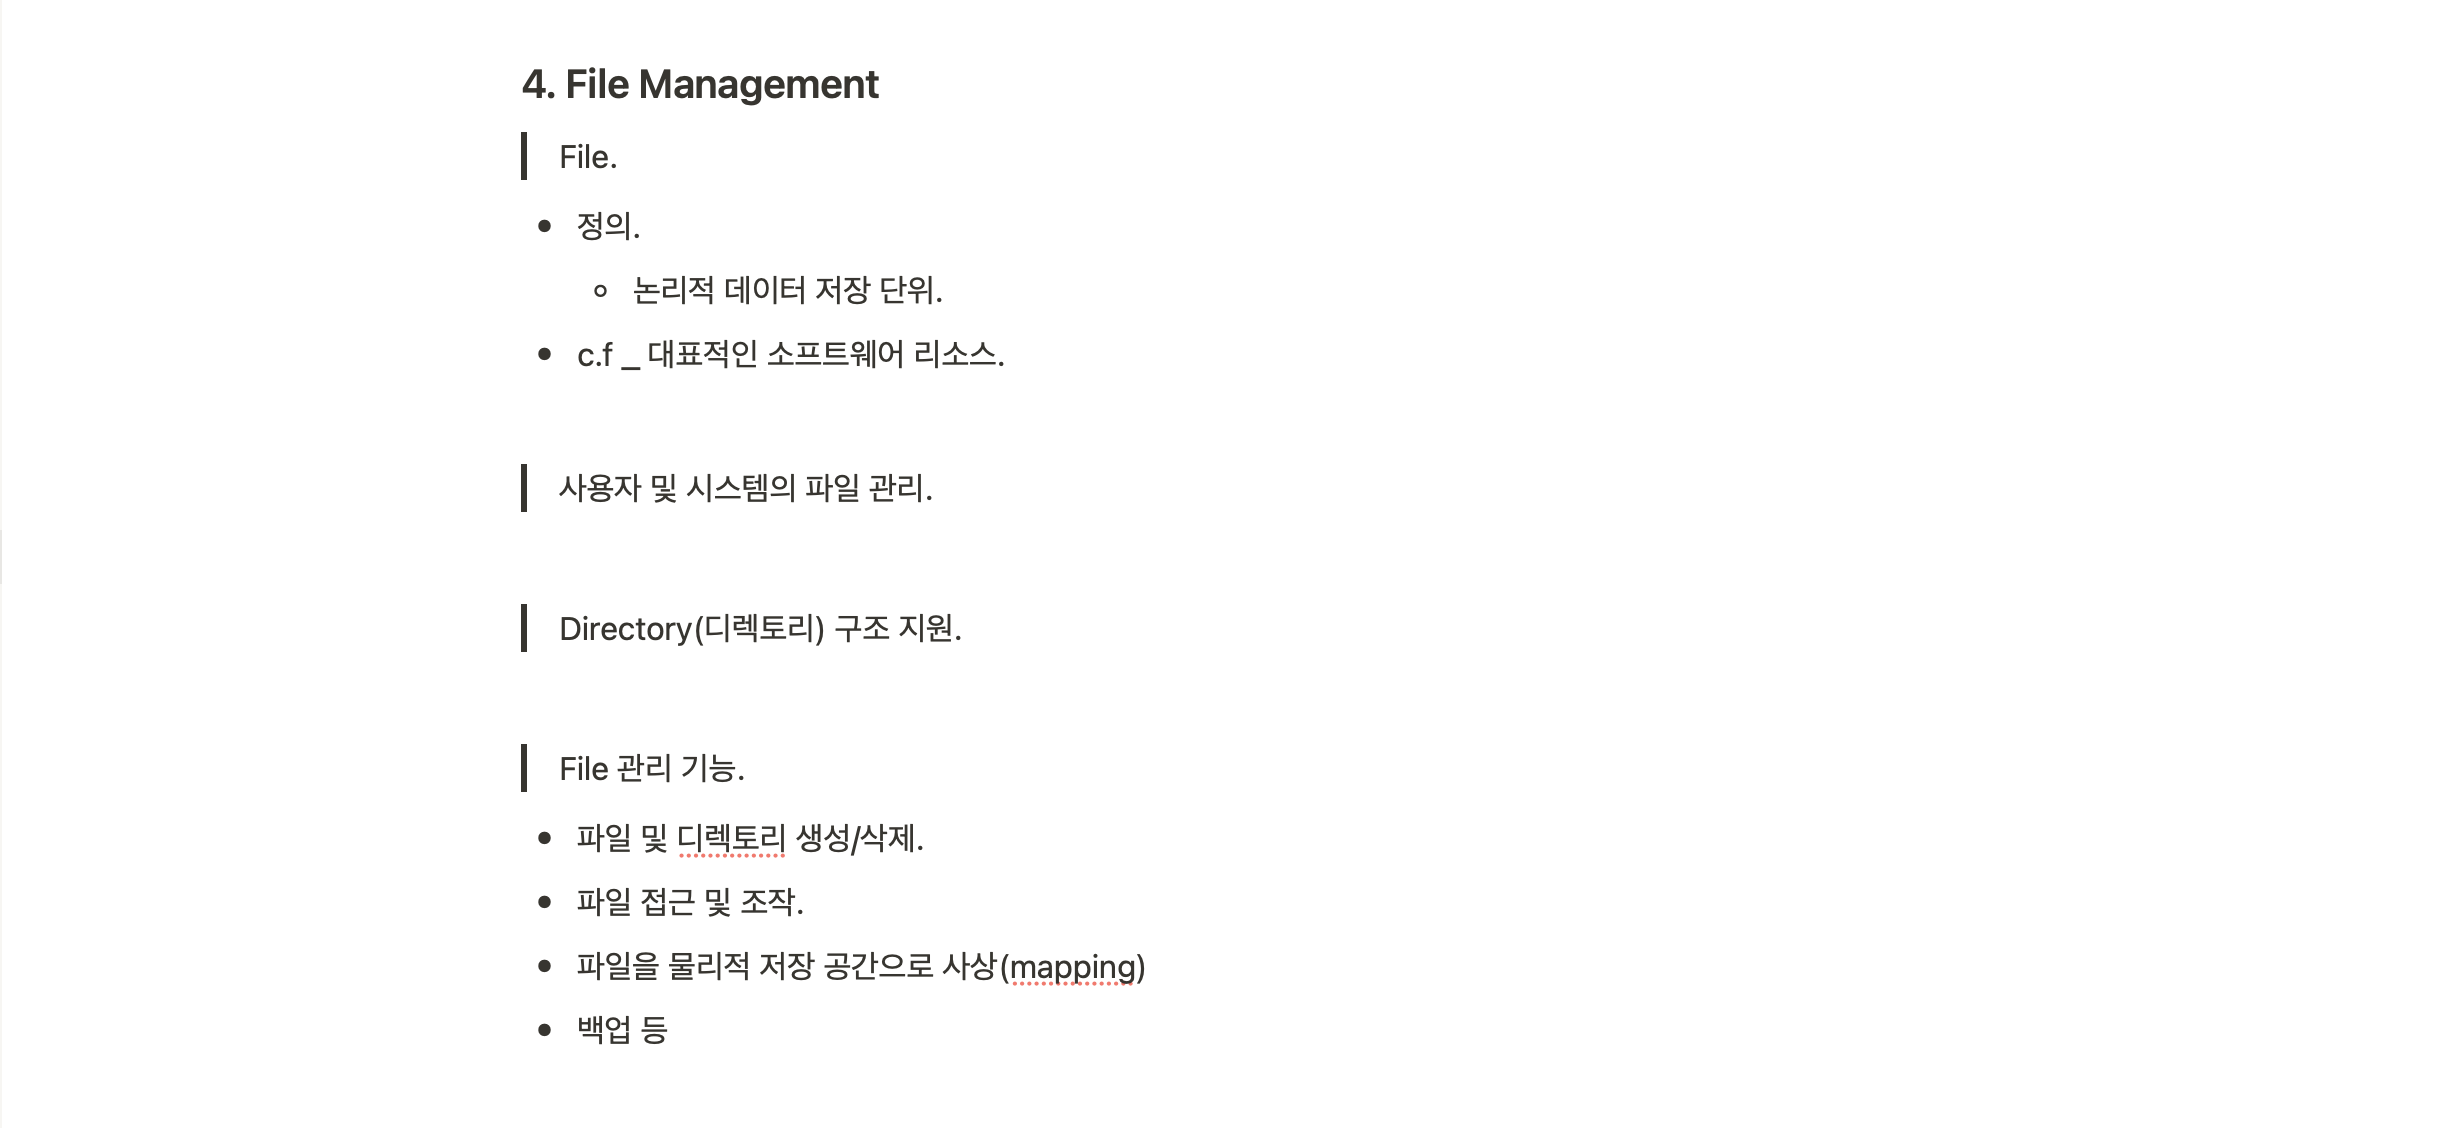 4. File Management
File.
정의.
논리적 데이터 저장 단위.
c.f _ 대표적인 소프트웨어 리소스.
사용자 및 시스템의 파일 관리.
Directory(디렉토리) 구조 지원.
File 관리 기능.
파일 및 디렉토리 생성/삭제.
파일 접근 및 조작.
파일을 물리적 저장 공간으로 사상(mapping)
백업 등